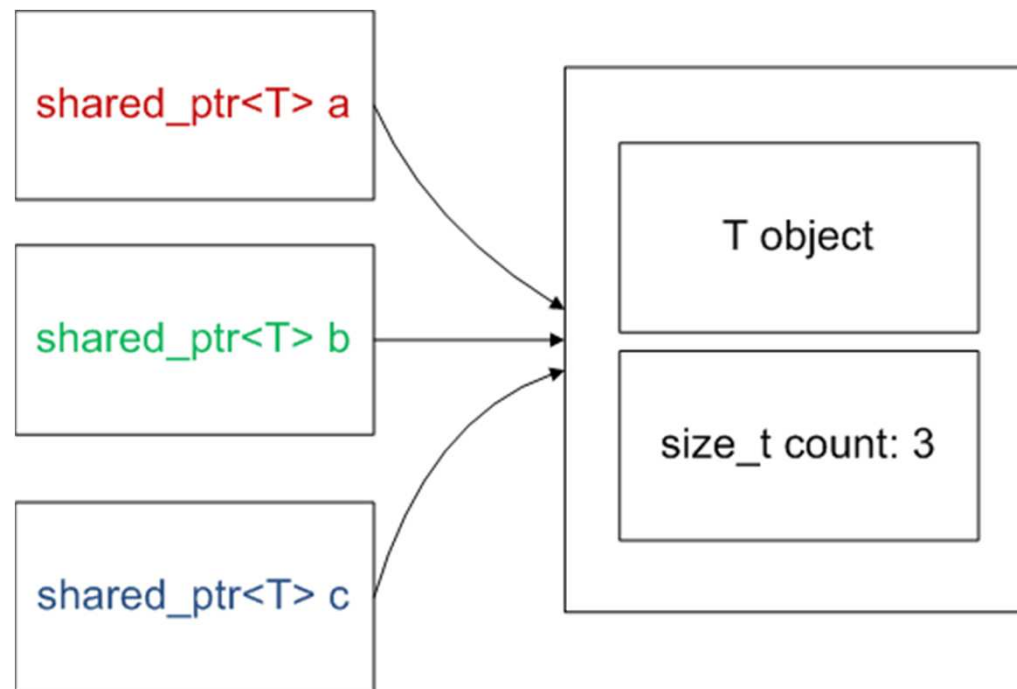 shared_ptr<T> a
shared_ptr<T> b
shared_ptr<T> c
T object
size_t count: 3